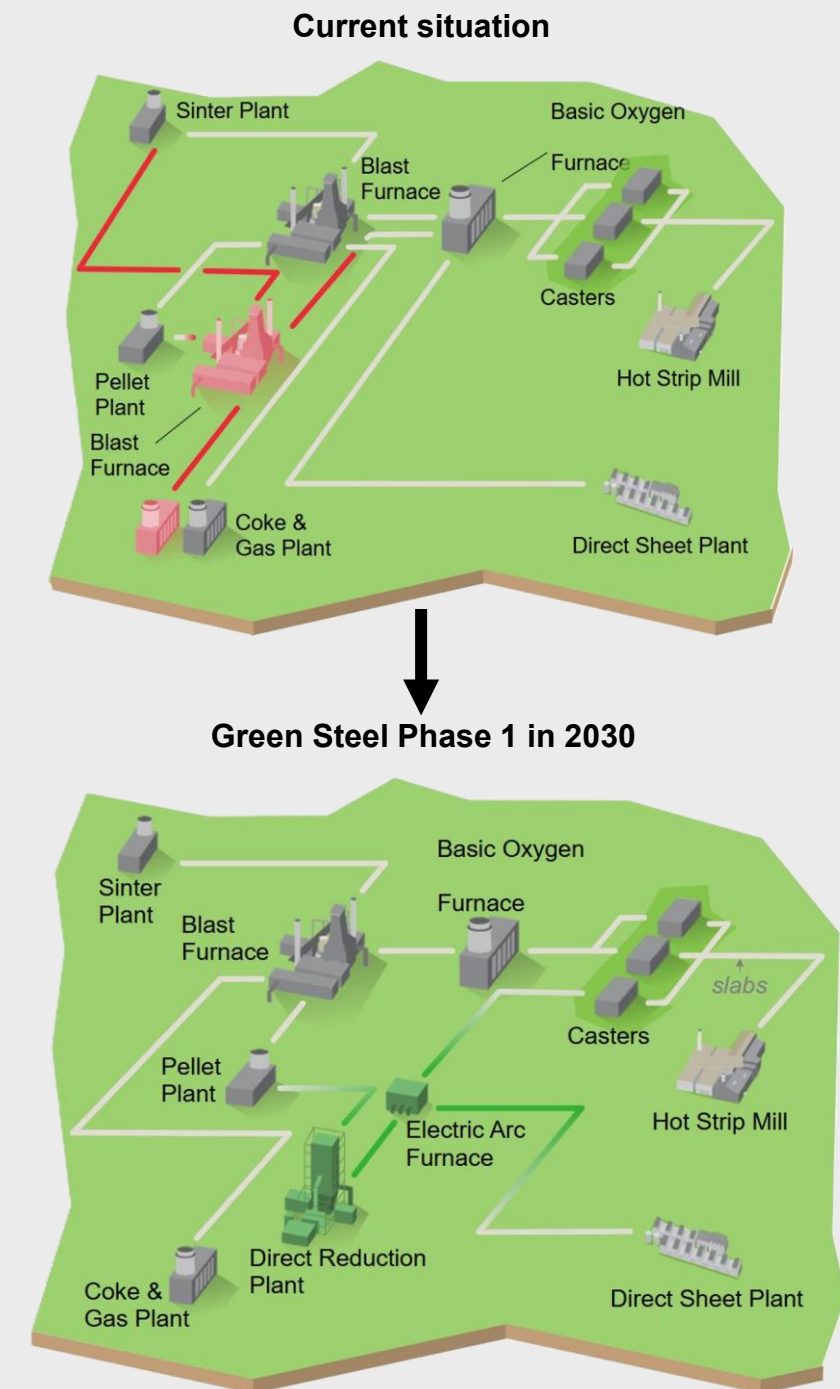 Current situation
Sinter Plant
Basic Oxygen
Furnace
Blast
Furnace
Casters
Hot Strip Mill
Pellet
Plant
Blast
Furnace
Coke &
Gas Plant
Direct Sheet Plant
Green Steel Phase 1 in 2030
Basic Oxygen
Furnace
Sinter
Plant
Blast
Furnace
slabs
Casters
Pellet
Plant
Hot Strip Mill
Electric Arc
Furnace
Direct Reduction
Plant
Coke &
Gas Plant
Direct Sheet Plant